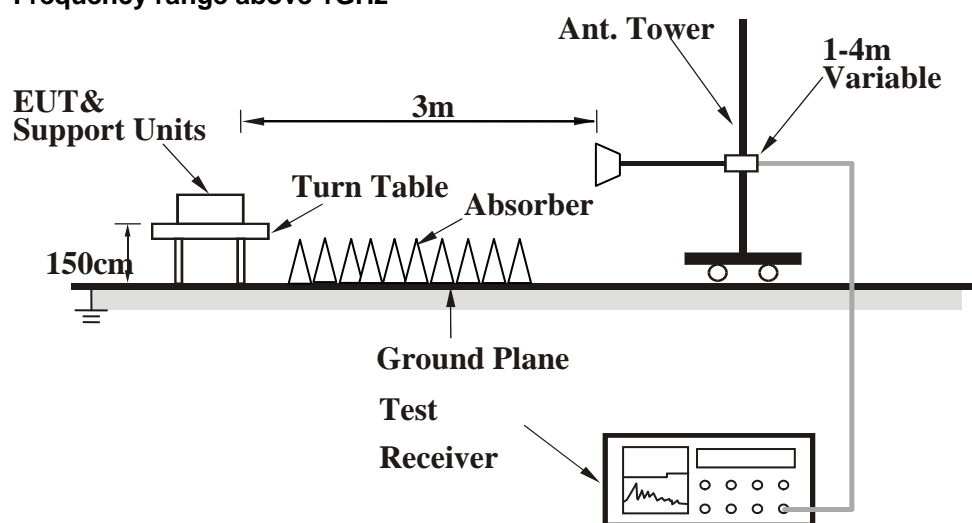 Frequency range above 1GHz
Ant. Tower
1-4m
Variable
EUT&
Support Units
3m
Turn Table
Absorber
150cm
Ground Plane
Test
Receiver